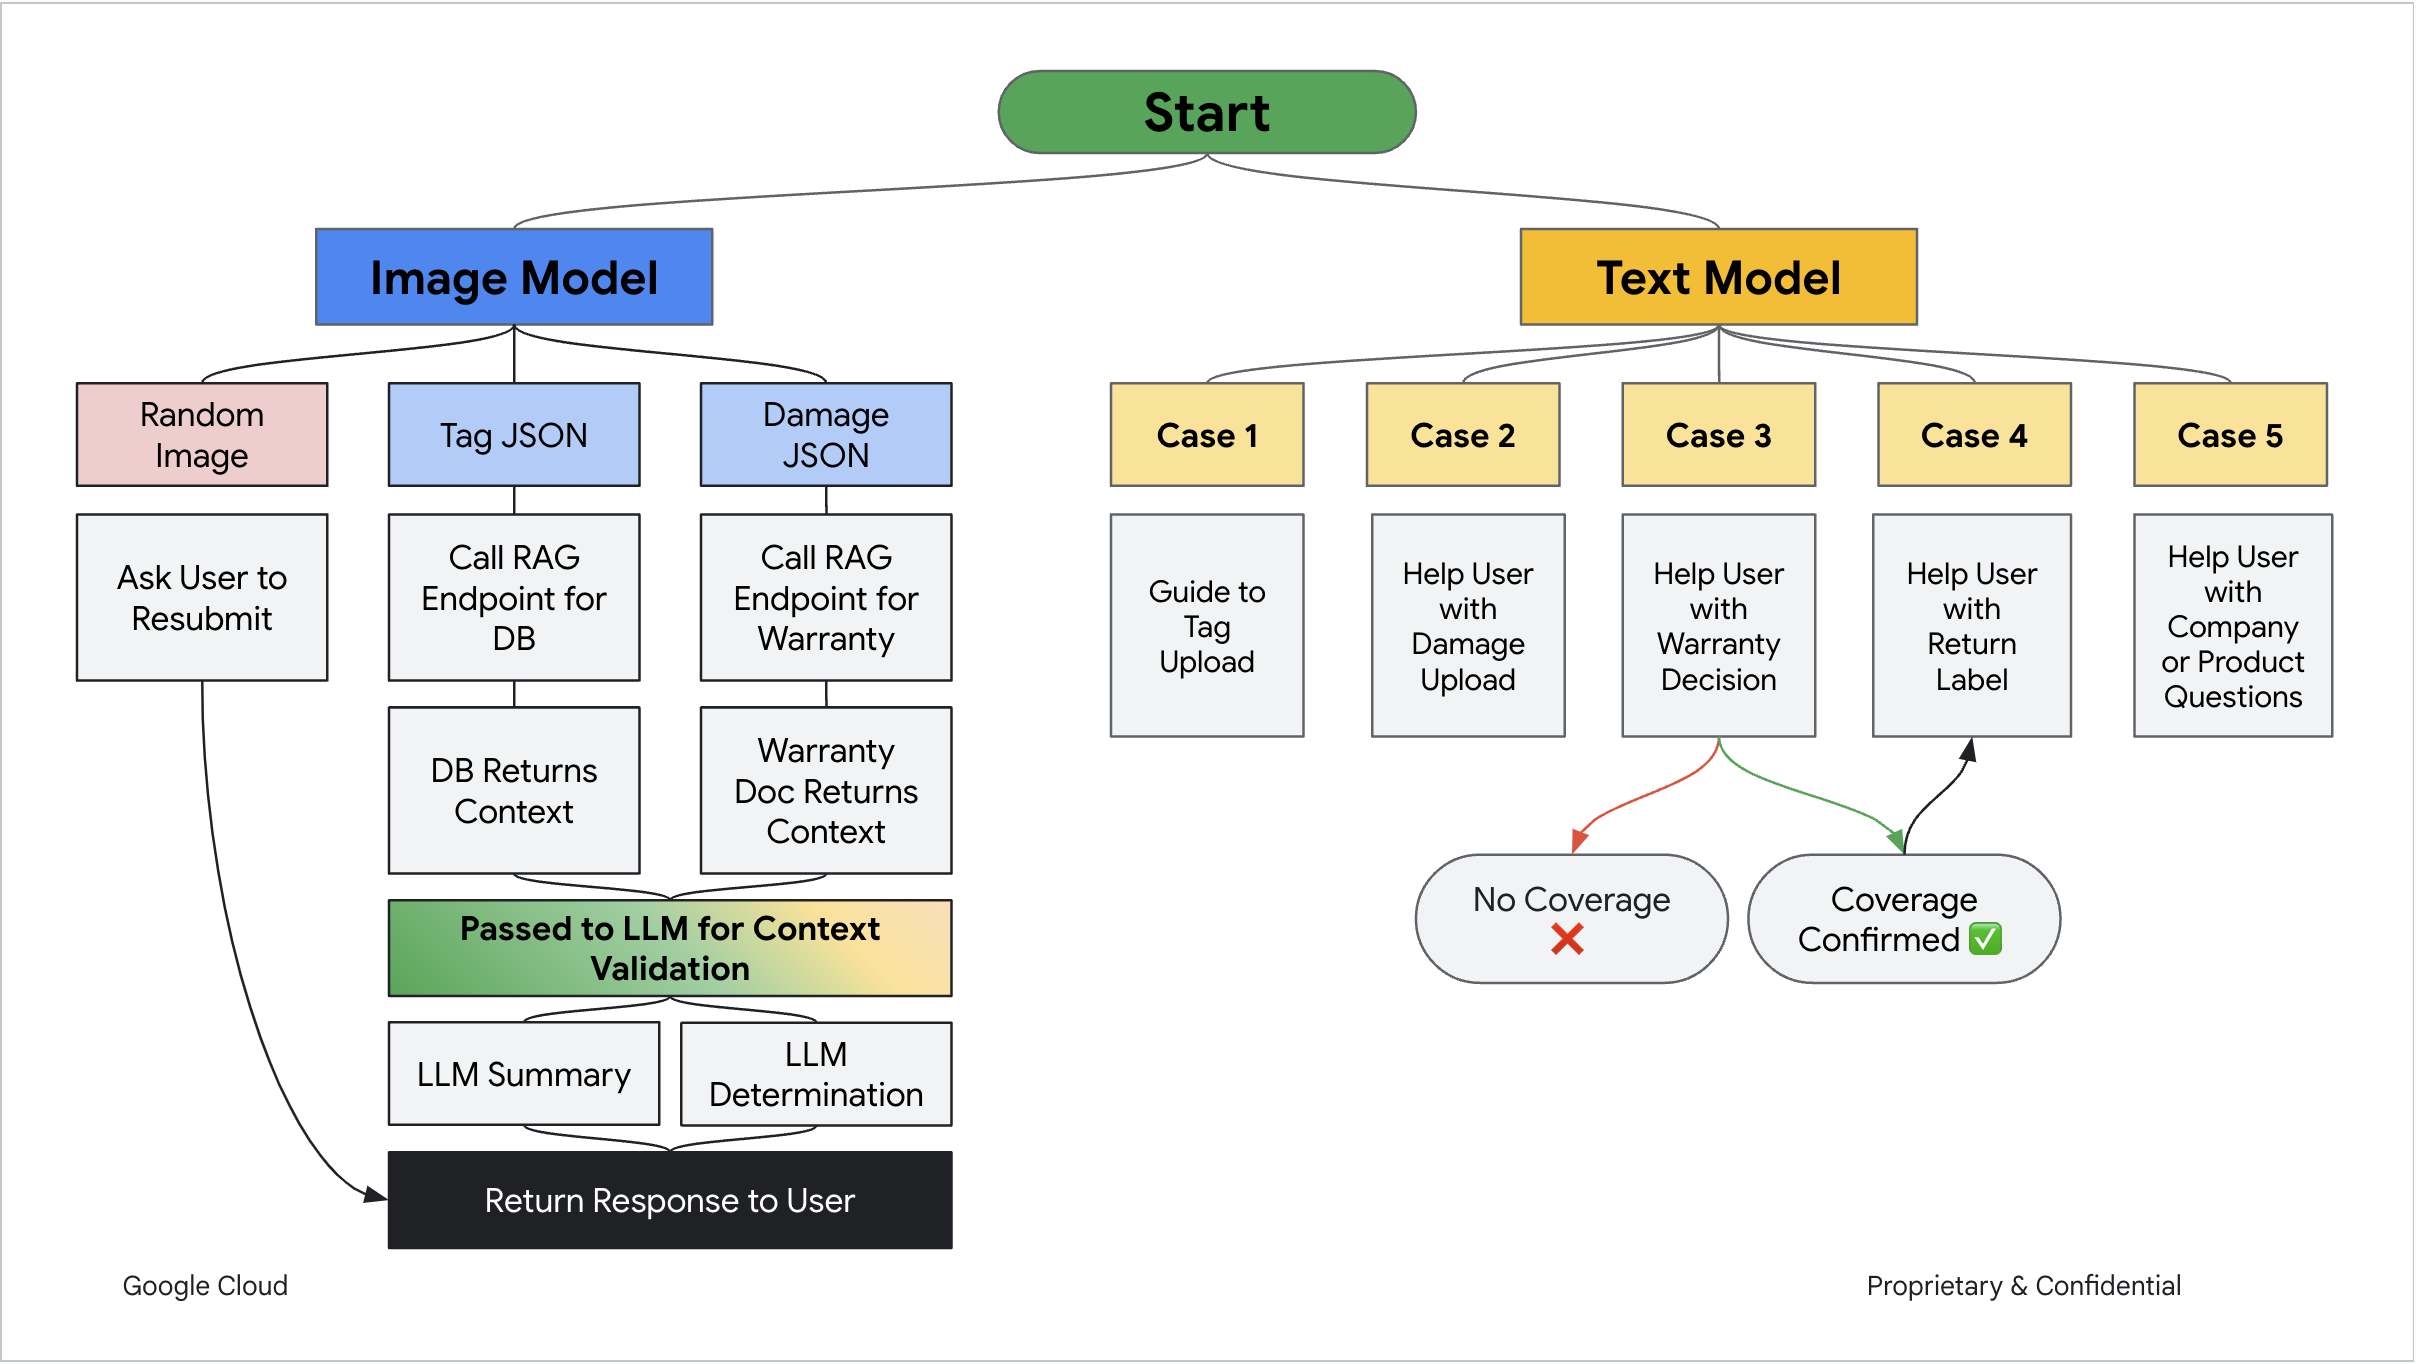 Start
Image Model
Text Model
Random
Image
Tag JSON
Damage
JSON
Case 1
Case 2
Case 3
Case 4
Case 5
Ask User to
Resubmit
Call RAG
Endpoint for
DB
Call RAG
Endpoint for
Warranty
Guide to
Tag
Upload
Help User
with
Damage
Upload
Help User
with
Warranty
Decision
Help User
with
Return
Label
Help User
with
Company
or Product
Questions
DB Returns
Context
Warranty
Doc Returns
Context
No Coverage
❌
Coverage
Confirmed ✅
Passed to LLM for Context
Validation
LLM Summary
LLM
Determination
Return Response to User
Google Cloud
Proprietary & Confidential